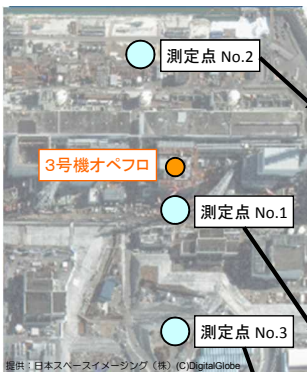 測定点 No.2
3号機オペフロ
測定点 No.1
測定点 No.3
提供：日本スペースイメージング（株）(C)DigitalGlobe